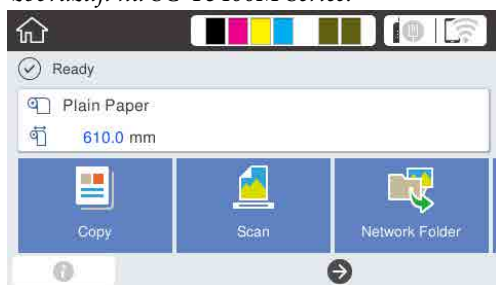 Ready
Plain Paper
610.0 mm
Copy
Scan
Network Folder